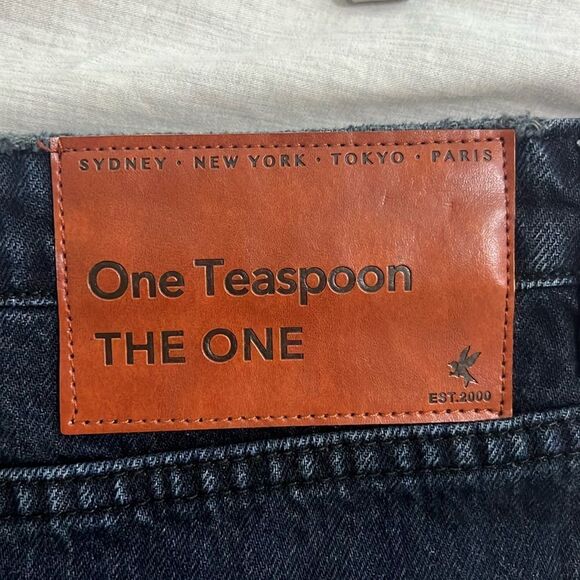 SYDNEY · NEW YORK · TOKYO · PARIS
One Teaspoon
THE ONE
EST.2000